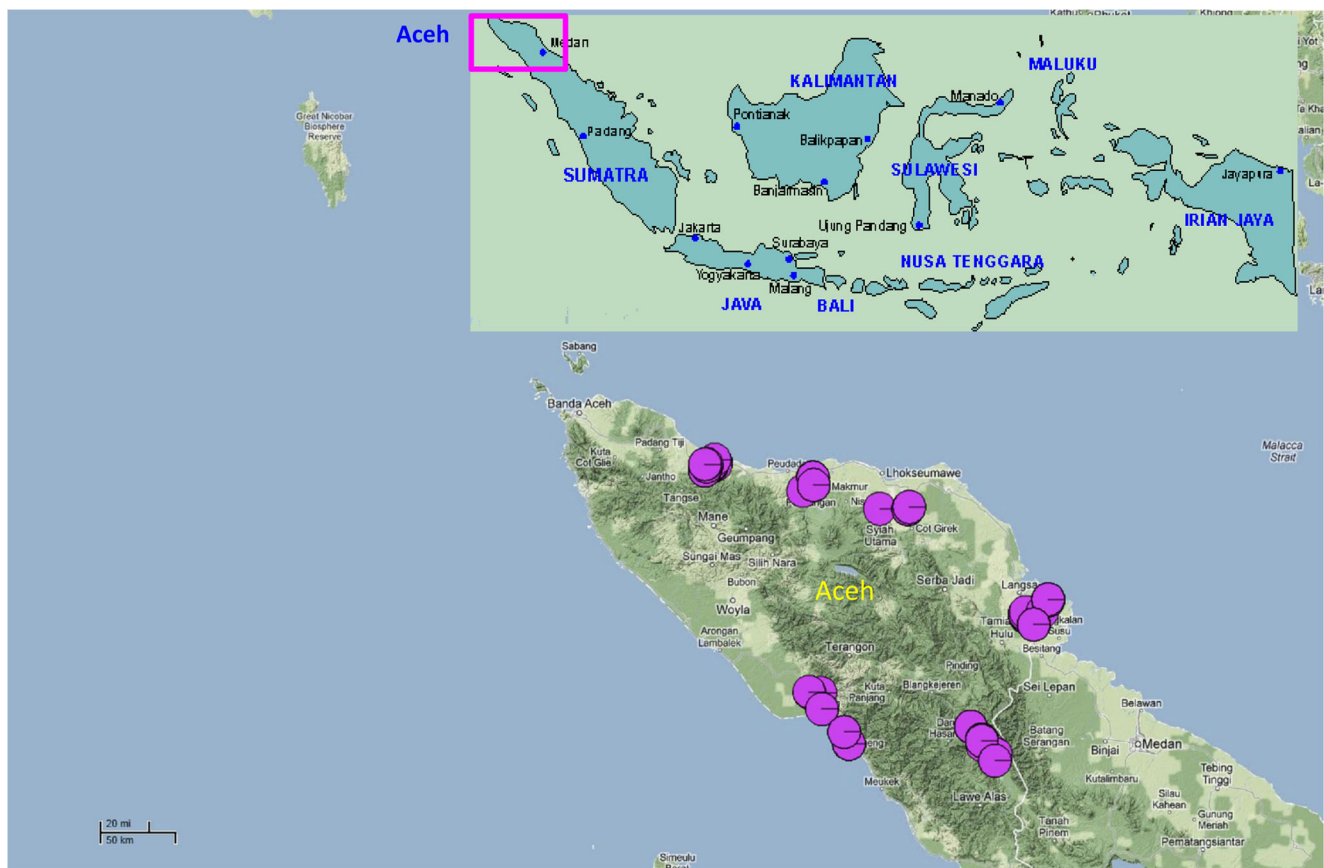 Aceh
Medan
KALIMANTAN
MALUKU
Manado
Pontianak
Padang
Balikpapan
SUMATRA
SULAWESI
Jayapura
Banjarmasin
Jakarta
Ujung Pandang
IRIAN JAYA
Surabaya
Yogyakarta
NUSA TENGGARA
Malang
JAVA
BALI
Great Nicobar
Biosphere
Reserve
Sabang
Banda Aceh
Padang Tiji
Kuta
Cot Glie
Jantho
Tangse
Mane
Geumpang
Sungai Mas
Silih Nara
Bubon
Woyla
Arongan
Lambalek
Makmur
Lhokseumawe
Syiah
Utama
Cot Girek
Malacca
Strait
Aceh
Serba Jadi
Langsa
Hulu
Susu
Besitang
Terangon
Pinding
Kuta
Panjang
Blangkejeren
Sei Lepan
Belawan
Batang
Serangan
Binjai
Medan
Meukek
Kutalimbaru
Tebing
Tinggi
Lawe Alas
Silau
Kahean
Gunung
Meriah
Tanah
Pinem
Pematangsiantar
Simeulu
20 mi
50 km